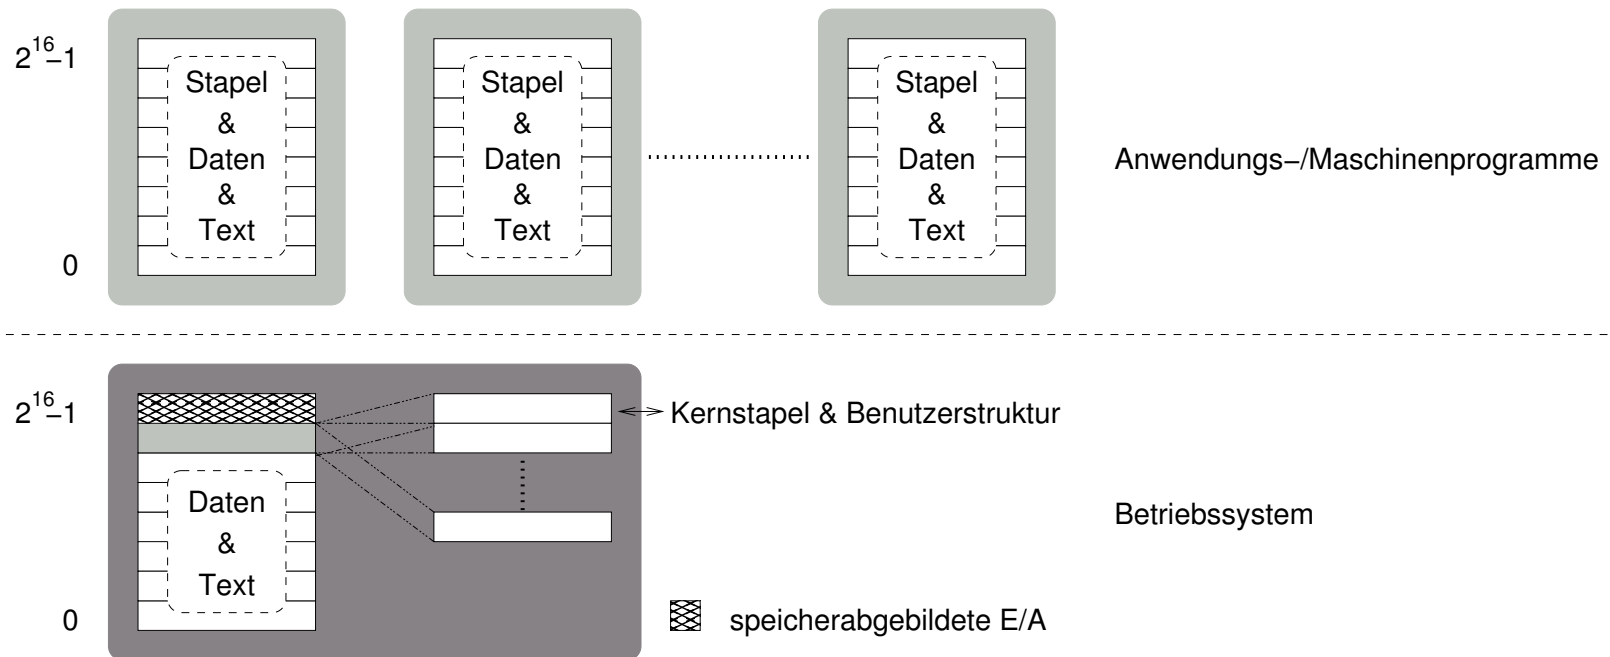 2^16–1
0
Stapel
&
Daten
&
Text
Stapel
&
Daten
&
Text
Stapel
&
Daten
&
Text
Anwendungs–/Maschinenprogramme
2^16–1
0
Daten
&
Text
Kernstapel & Benutzerstruktur
Betriebssystem
speicherabgebildete E/A